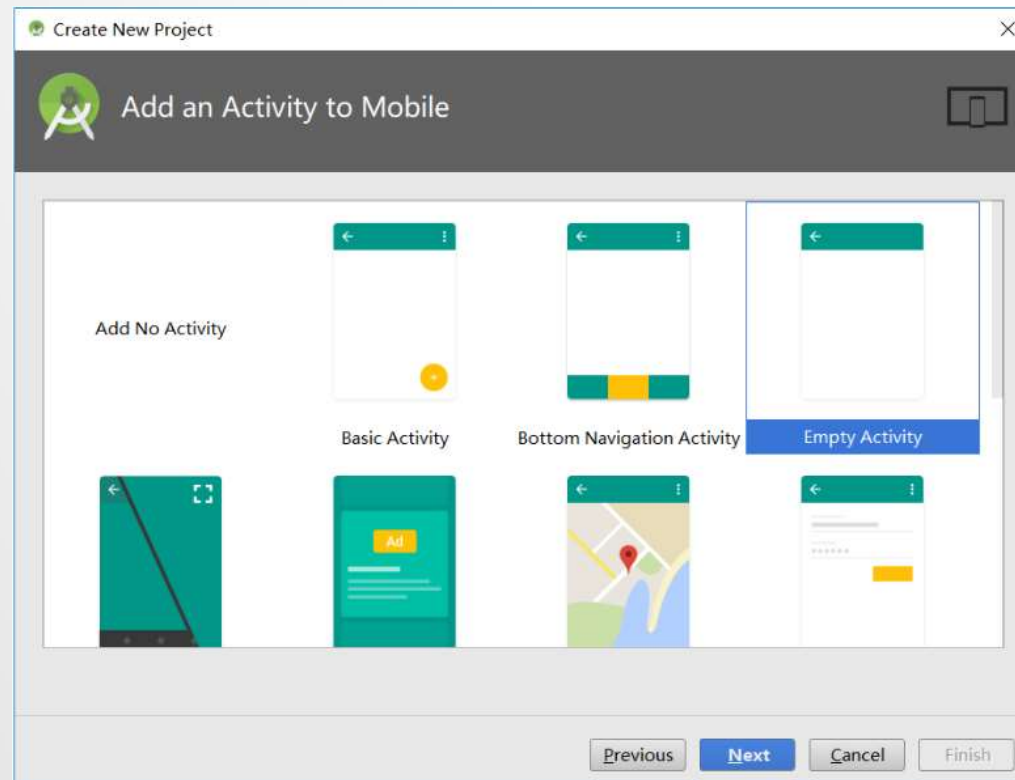 Create New Project
Add an Activity to Mobile
Add No Activity
Basic Activity
Bottom Navigation Activity
Empty Activity
Ad
Previous
Next
Cancel
Finish